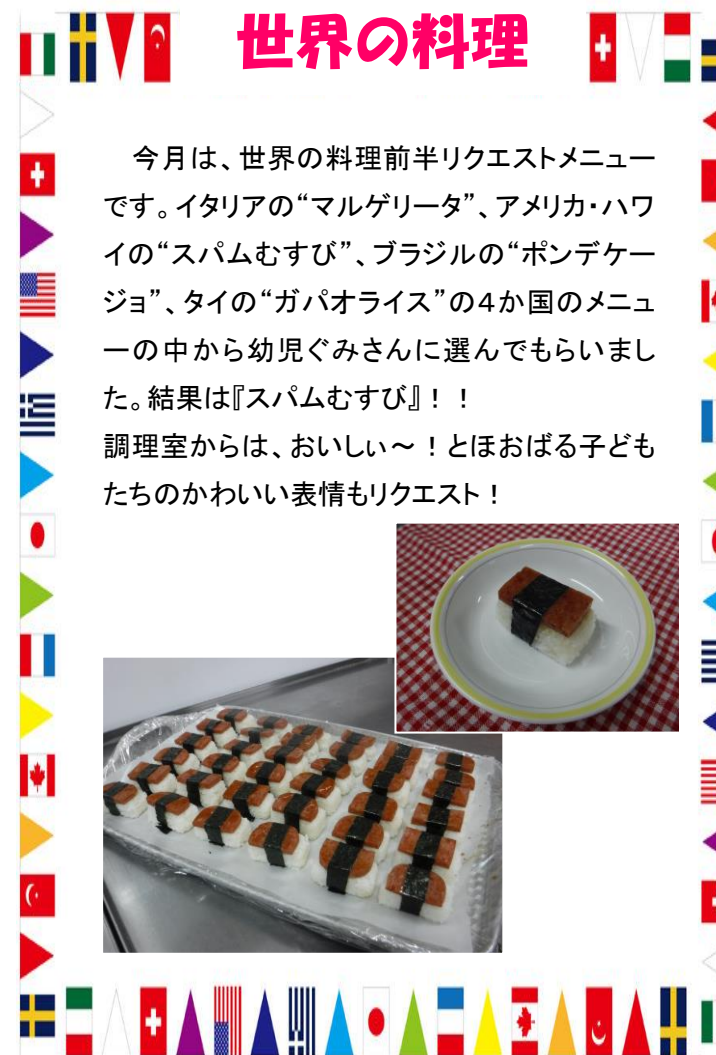 世界の料理
　今月は、世界の料理前半リクエストメニュー
です。イタリアの“マルゲリータ”、アメリカ・ハワ
イの“スパムむすび”、ブラジルの“ポンデケー
ジョ”、タイの“ガパオライス”の４か国のメニュ
ーの中から幼児ぐみさんに選んでもらいまし
た。結果は『スパムむすび』！！
調理室からは、おいしぃ～！とほおばる子ども
たちのかわいい表情もリクエスト！